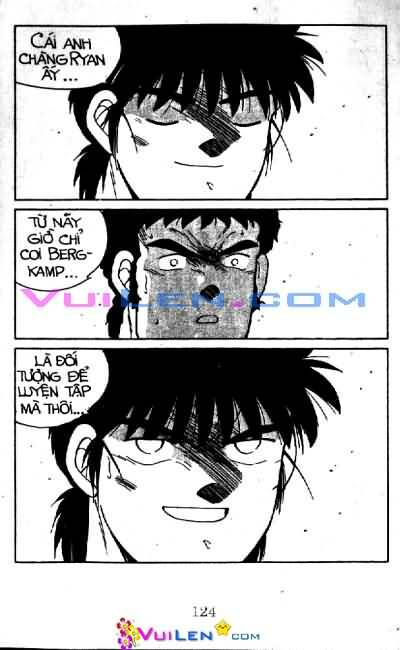 CÁI ANH
CHÀNG RYAN
ẤY...
TỪ NÃY
GIỜ CHỈ
COI BERG-
KAMP...
VUILEN.COM
LÀ ĐỐI
TƯỢNG ĐỂ
LUYỆN TẬP
MÀ THÔI...
124
VUILEN.COM